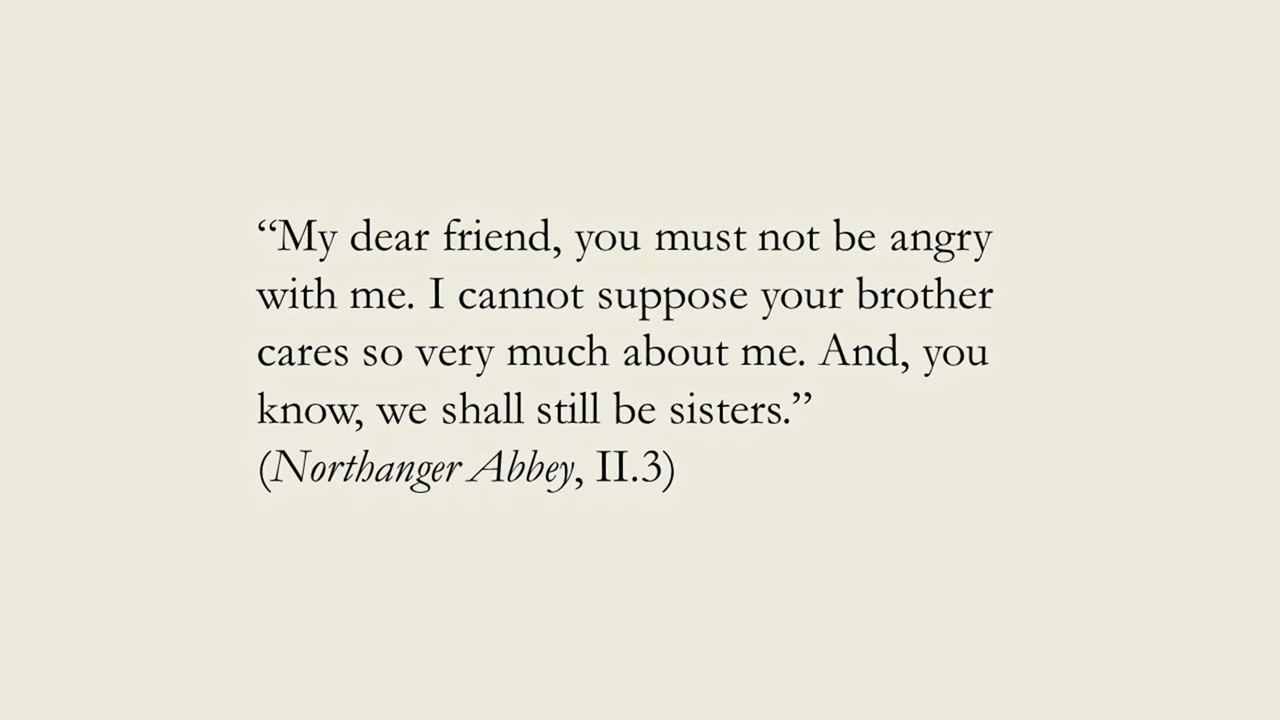 “My dear friend, you must not be angry
with me. I cannot suppose your brother
cares so very much about me. And, you
know, we shall still be sisters.”
(Northanger Abbey, II.3)